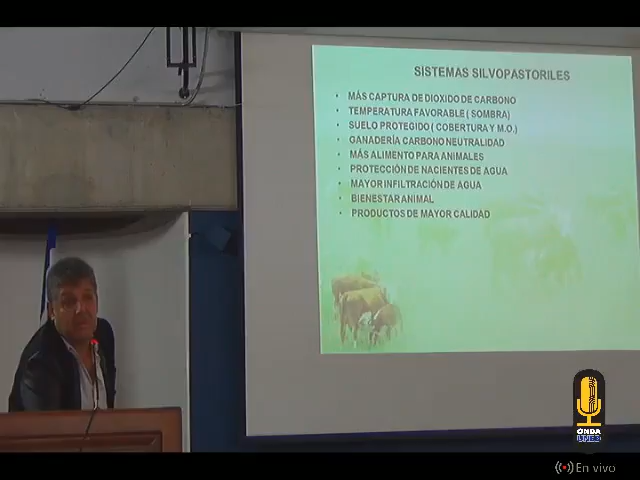 SISTEMAS SILVOPASTORILES
• MÁS CAPTURA DE DIOXIDO DE CARBONO
• TEMPERATURA FAVORABLE ( SOMBRA)
• SUELO PROTEGIDO ( COBERTURA Y M.O.)
• GANADERÍA CARBONO NEUTRALIDAD
• MÁS ALIMENTO PARA ANIMALES
• PROTECCIÓN DE NACIENTES DE AGUA
• MAYOR INFILTRACIÓN DE AGUA
• BIENESTAR ANIMAL
• PRODUCTOS DE MAYOR CALIDAD
ONDA
UNED
En vivo